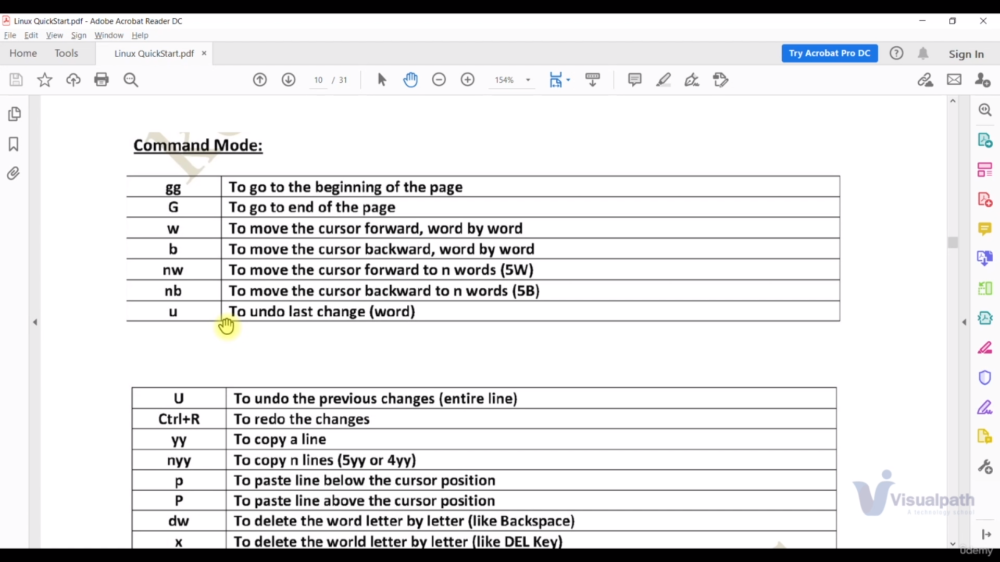 Linux QuickStart.pdf - Adobe Acrobat Reader DC
File Edit View Sign Window Help
Home Tools Linux QuickStart.pdf × Try Acrobat Pro DC Sign In
10 / 31 154%
Command Mode:
gg To go to the beginning of the page
G To go to end of the page
w To move the cursor forward, word by word
b To move the cursor backward, word by word
nw To move the cursor forward to n words (5W)
nb To move the cursor backward to n words (5B)
u To undo last change (word)
U To undo the previous changes (entire line)
Ctrl+R To redo the changes
yy To copy a line
nyy To copy n lines (5yy or 4yy)
p To paste line below the cursor position
P To paste line above the cursor position
dw To delete the word letter by letter (like Backspace)
x To delete the world letter by letter (like DEL Key)
Visualpath
A technology school
ûdemy